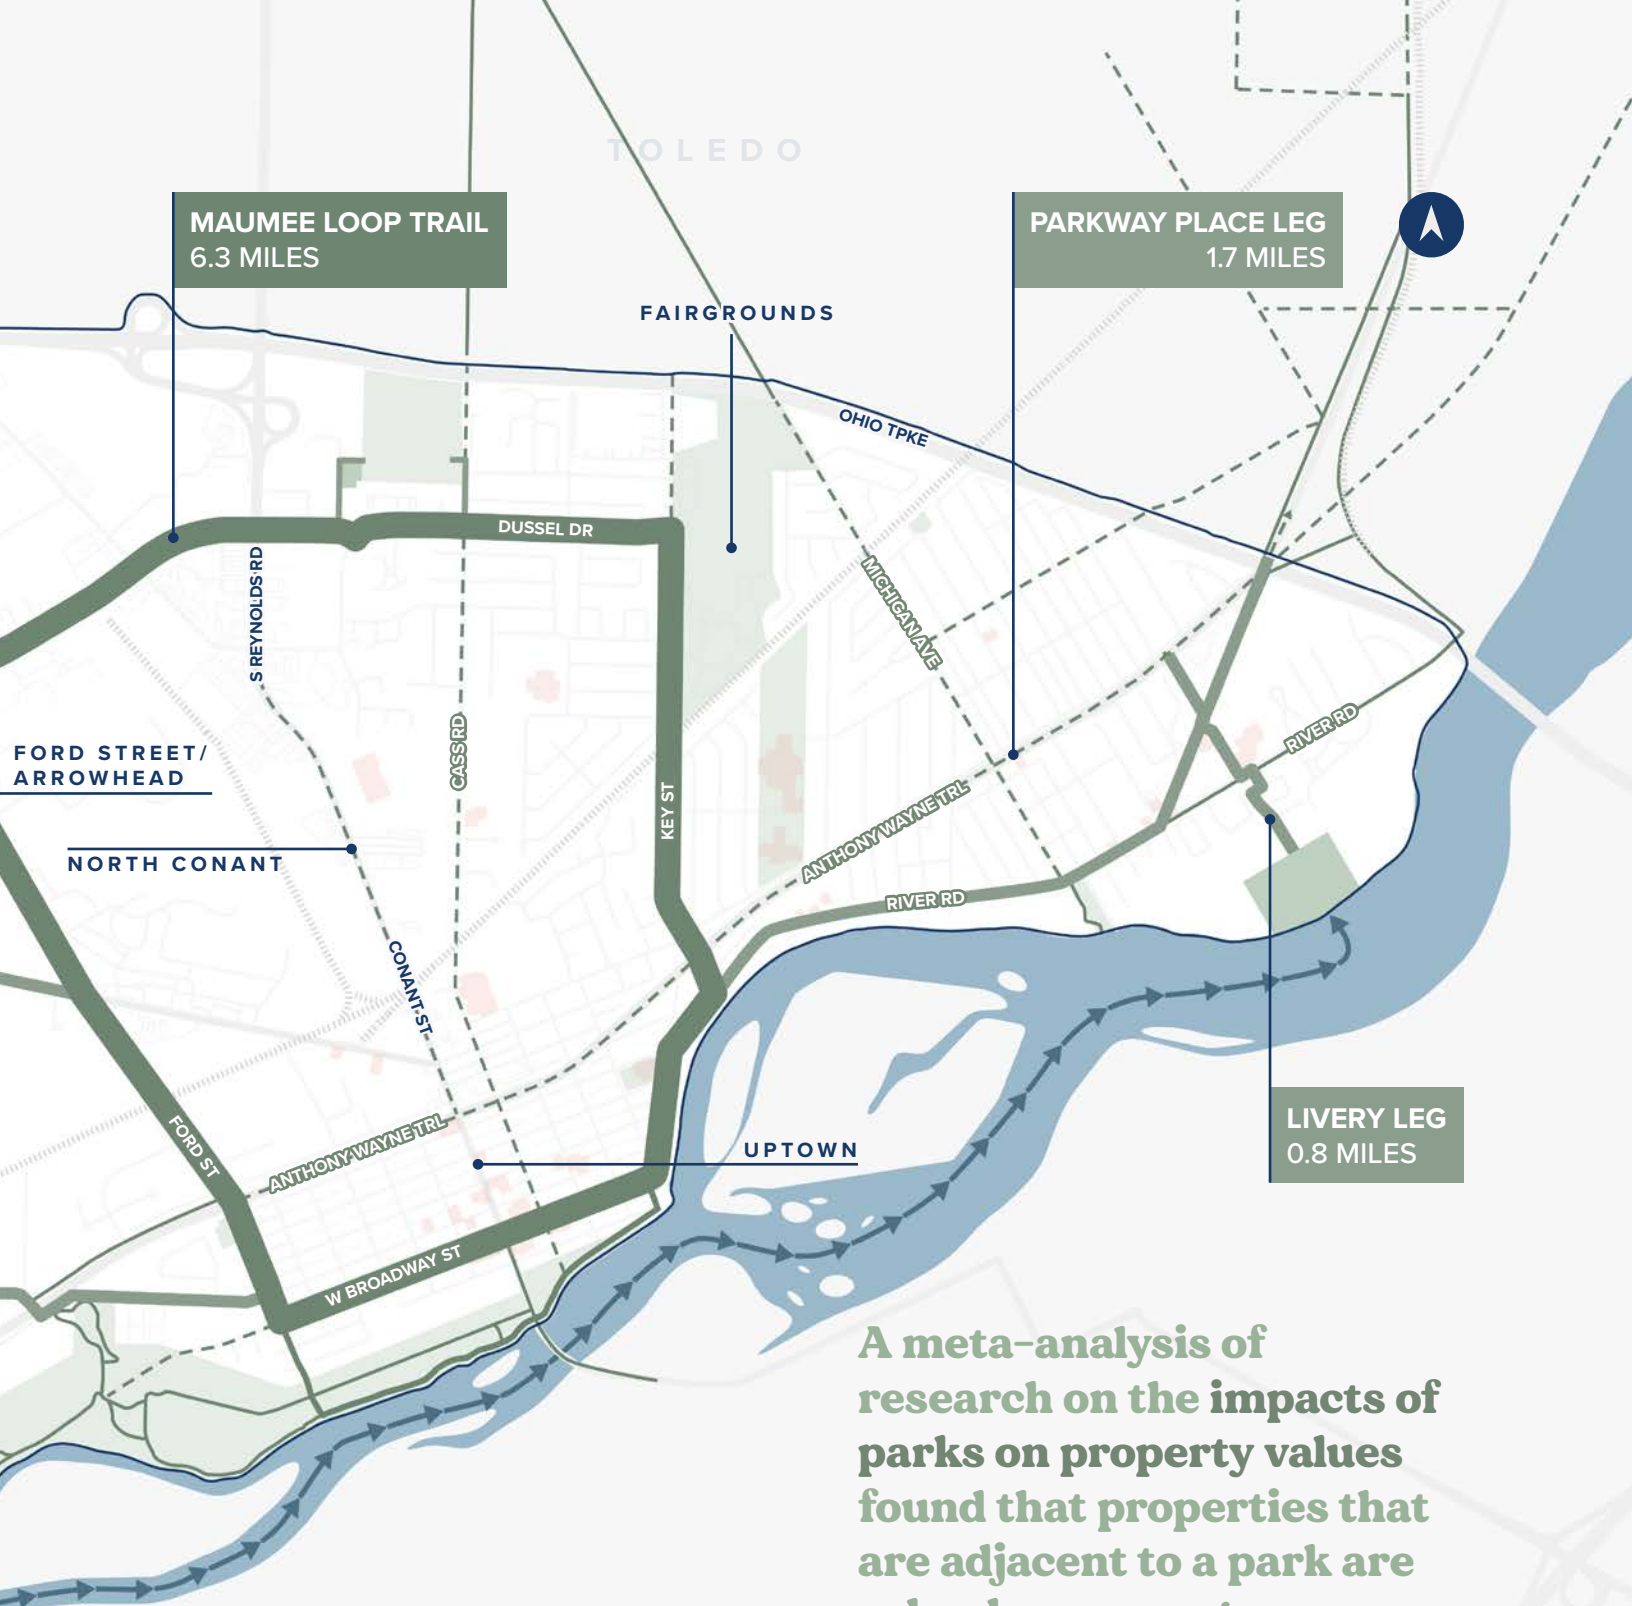 TOLEDO
MAUMEE LOOP TRAIL
6.3 MILES
PARKWAY PLACE LEG
1.7 MILES
FAIRGROUNDS
OHIO TPKE
DUSSEL DR
S REYNOLDS RD
MICHIGAN AVE
CASS RD
RIVER RD
FORD STREET/
ARROWHEAD
KEY ST
ANTHONY WAYNE TRL
NORTH CONANT
RIVER RD
CONANT ST
FORD ST
ANTHONY WAYNE TRL
UPTOWN
LIVERY LEG
0.8 MILES
W BROADWAY ST
A meta-analysis of
research on the impacts of
parks on property values
found that properties that
are adjacent to a park are